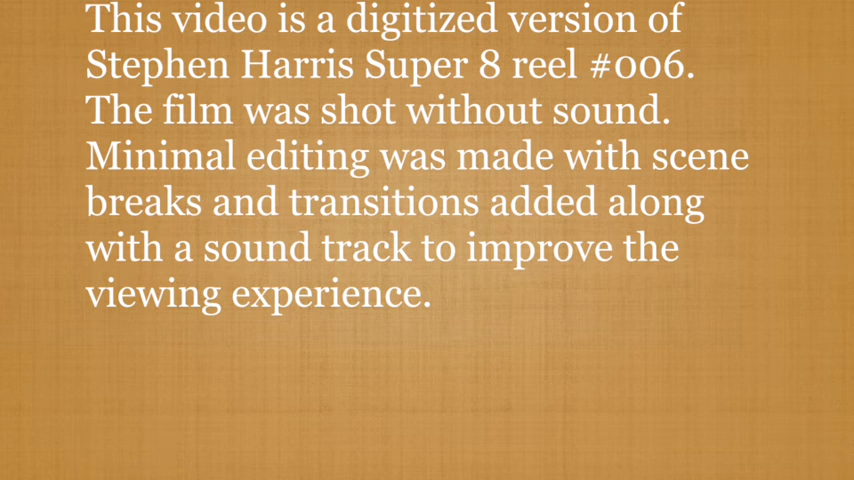 This video is a digitized version of
Stephen Harris Super 8 reel #006.
The film was shot without sound.
Minimal editing was made with scene
breaks and transitions added along
with a sound track to improve the
viewing experience.